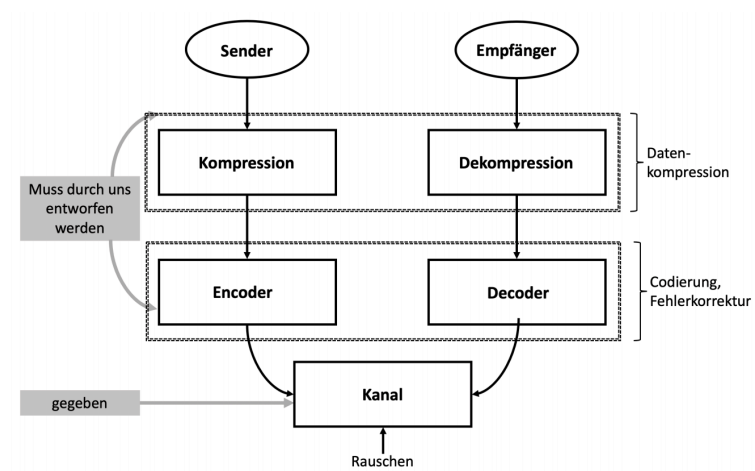 Sender
Empfänger
Kompression
Dekompression
Daten-
kompression
Muss durch uns
entworfen
werden
Encoder
Decoder
Codierung,
Fehlerkorrektur
Kanal
gegeben
Rauschen